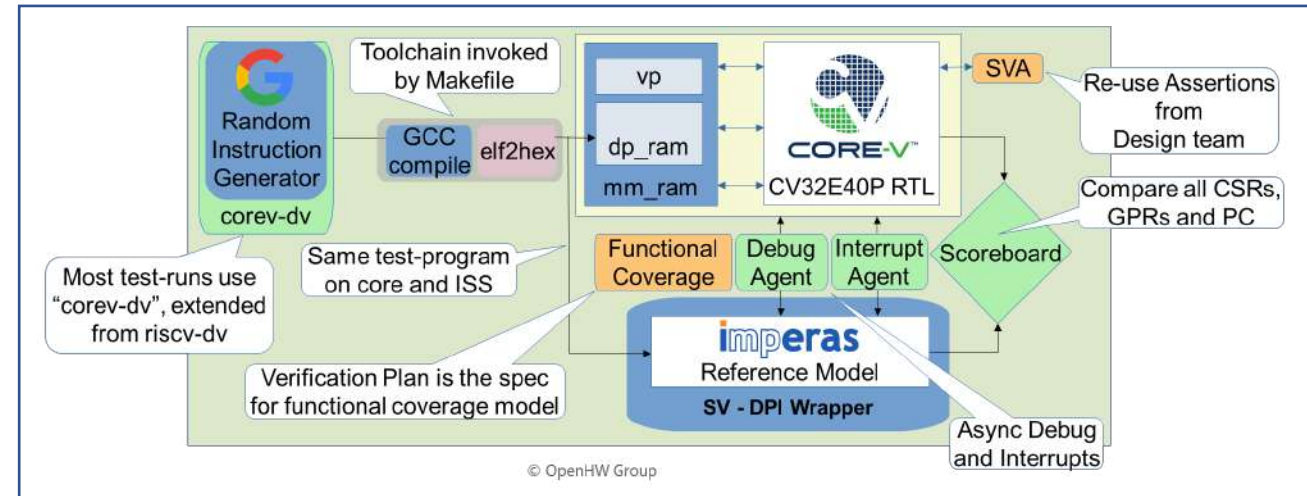 Toolchain invoked
by Makefile
Random
Instruction
Generator
corev-dv
GCC
compile
elf2hex
vp
dp_ram
mm_ram
CORE-V™
CV32E40P RTL
SVA
Re-use Assertions
from
Design team
Compare all CSRs,
GPRs and PC
Scoreboard
Most test-runs use
“corev-dv”, extended
from riscv-dv
Same test-program
on core and ISS
Functional
Coverage
Debug
Agent
Interrupt
Agent
imperas
Reference Model
SV - DPI Wrapper
Verification Plan is the spec
for functional coverage model
Async Debug
and Interrupts
© OpenHW Group